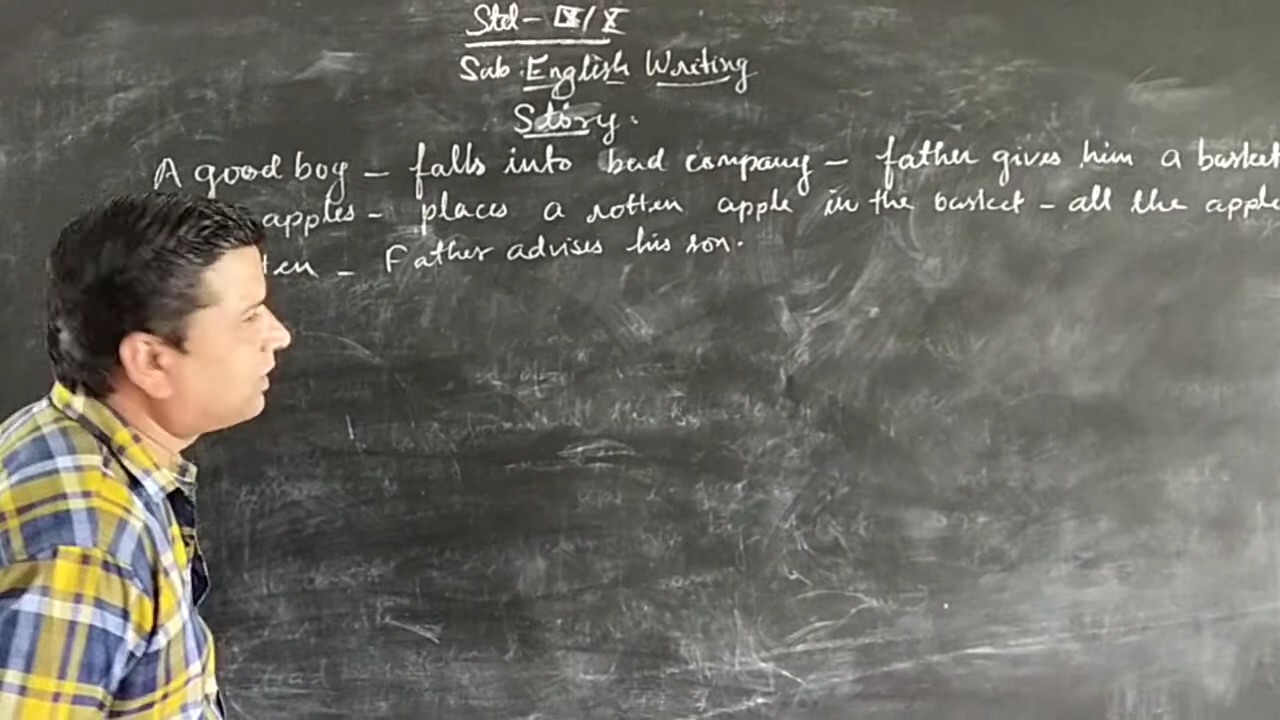 Std- IX/X
Sub: English Writing
Story:
A good boy - falls into bad company - father gives him a basket
apples - places a rotten apple in the basket - all the apple
ten - Father advises his son.